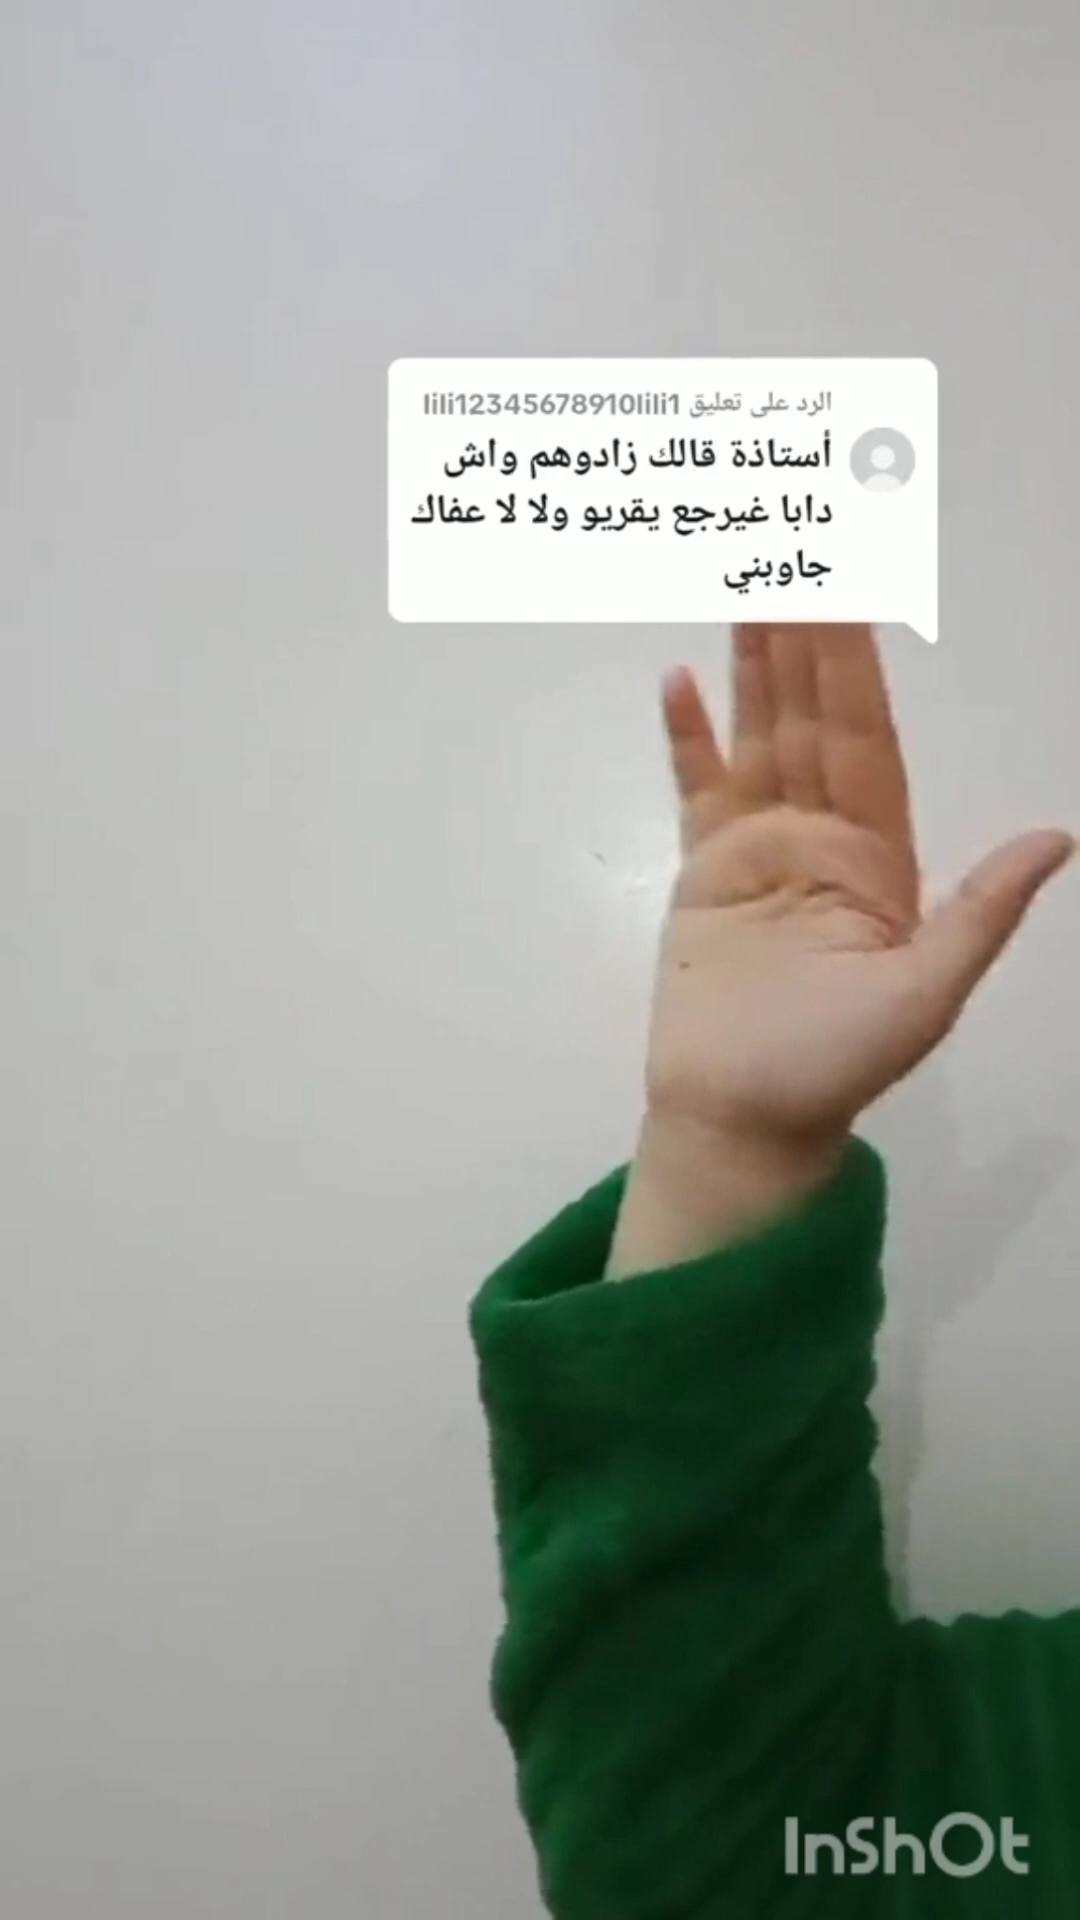 الرد على تعليق lili12345678910lili1
أستاذة قالك زادوهم واش
دابا غيرجع يقريو ولا لا عفاك
جاوبني
InShOt